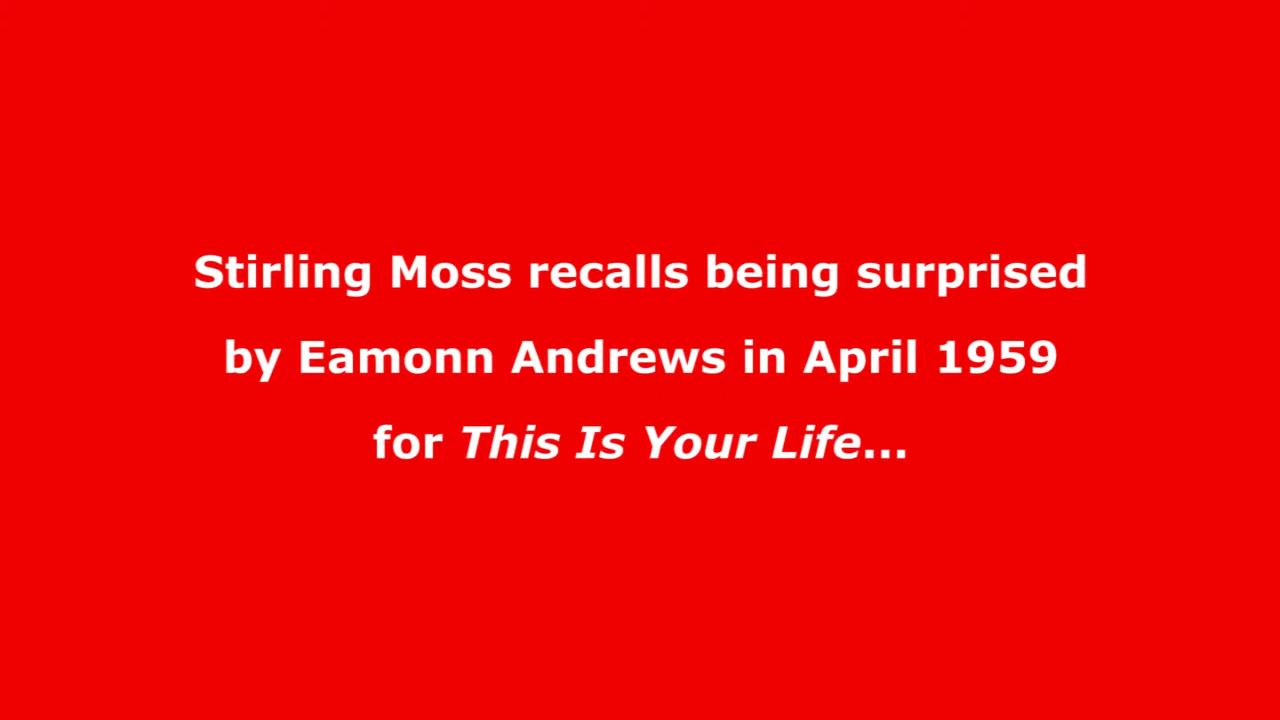 Stirling Moss recalls being surprised
by Eamonn Andrews in April 1959
for This Is Your Life...